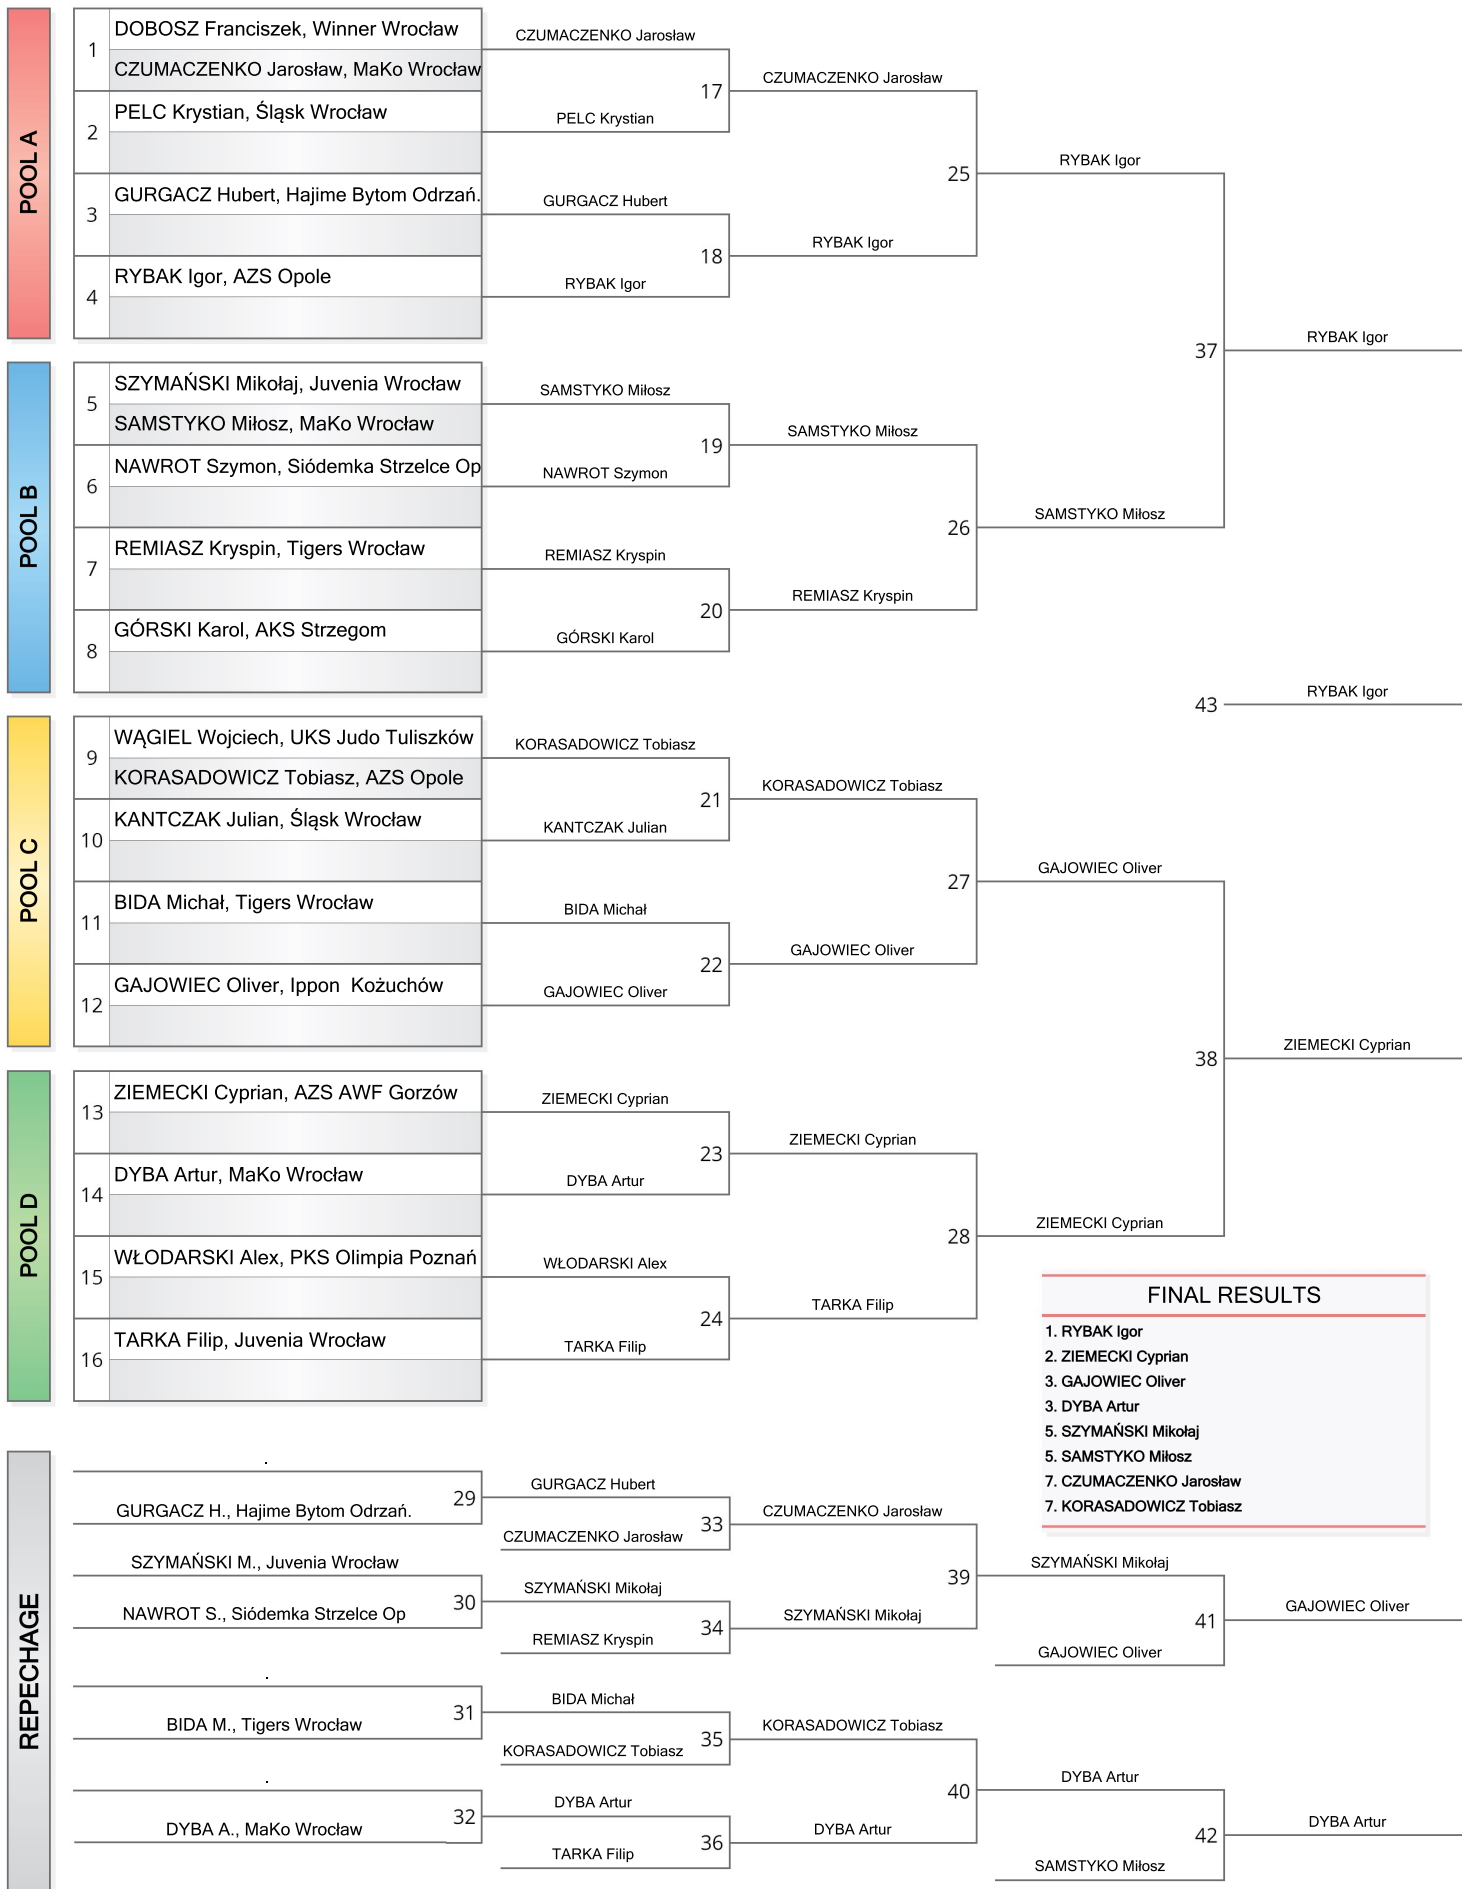 POOL A
1
DOBOSZ Franciszek, Winner Wrocław
CZUMACZENKO Jarosław, MaKo Wrocław
2
PELC Krystian, Śląsk Wrocław
3
GURGACZ Hubert, Hajime Bytom Odrzań.
4
RYBAK Igor, AZS Opole
CZUMACZENKO Jarosław
17
PELC Krystian
GURGACZ Hubert
18
RYBAK Igor
CZUMACZENKO Jarosław
25
RYBAK Igor
RYBAK Igor
POOL B
5
SZYMAŃSKI Mikołaj, Juvenia Wrocław
SAMSTYKO Miłosz, MaKo Wrocław
6
NAWROT Szymon, Siódemka Strzelce Op
7
REMIASZ Kryspin, Tigers Wrocław
8
GÓRSKI Karol, AKS Strzegom
SAMSTYKO Miłosz
19
NAWROT Szymon
REMIASZ Kryspin
20
GÓRSKI Karol
SAMSTYKO Miłosz
26
REMIASZ Kryspin
SAMSTYKO Miłosz
37
RYBAK Igor
43
RYBAK Igor
POOL C
9
WĄGIEL Wojciech, UKS Judo Tuliszków
KORASADOWICZ Tobiasz, AZS Opole
10
KANTCZAK Julian, Śląsk Wrocław
11
BIDA Michał, Tigers Wrocław
12
GAJOWIEC Oliver, Ippon  Kożuchów
KORASADOWICZ Tobiasz
21
KANTCZAK Julian
BIDA Michał
22
GAJOWIEC Oliver
KORASADOWICZ Tobiasz
27
GAJOWIEC Oliver
GAJOWIEC Oliver
POOL D
13
ZIEMECKI Cyprian, AZS AWF Gorzów
14
DYBA Artur, MaKo Wrocław
15
WŁODARSKI Alex, PKS Olimpia Poznań
16
TARKA Filip, Juvenia Wrocław
ZIEMECKI Cyprian
23
DYBA Artur
WŁODARSKI Alex
24
TARKA Filip
ZIEMECKI Cyprian
28
TARKA Filip
ZIEMECKI Cyprian
38
ZIEMECKI Cyprian
FINAL RESULTS
1. RYBAK Igor
2. ZIEMECKI Cyprian
3. GAJOWIEC Oliver
3. DYBA Artur
5. SZYMAŃSKI Mikołaj
5. SAMSTYKO Miłosz
7. CZUMACZENKO Jarosław
7. KORASADOWICZ Tobiasz
REPECHAGE
.
29
GURGACZ H., Hajime Bytom Odrzań.
SZYMAŃSKI M., Juvenia Wrocław
30
NAWROT S., Siódemka Strzelce Op
.
31
BIDA M., Tigers Wrocław
.
32
DYBA A., MaKo Wrocław
GURGACZ Hubert
33
CZUMACZENKO Jarosław
SZYMAŃSKI Mikołaj
34
REMIASZ Kryspin
BIDA Michał
35
KORASADOWICZ Tobiasz
DYBA Artur
36
TARKA Filip
CZUMACZENKO Jarosław
39
SZYMAŃSKI Mikołaj
KORASADOWICZ Tobiasz
40
DYBA Artur
SZYMAŃSKI Mikołaj
41
GAJOWIEC Oliver
GAJOWIEC Oliver
DYBA Artur
42
SAMSTYKO Miłosz
DYBA Artur